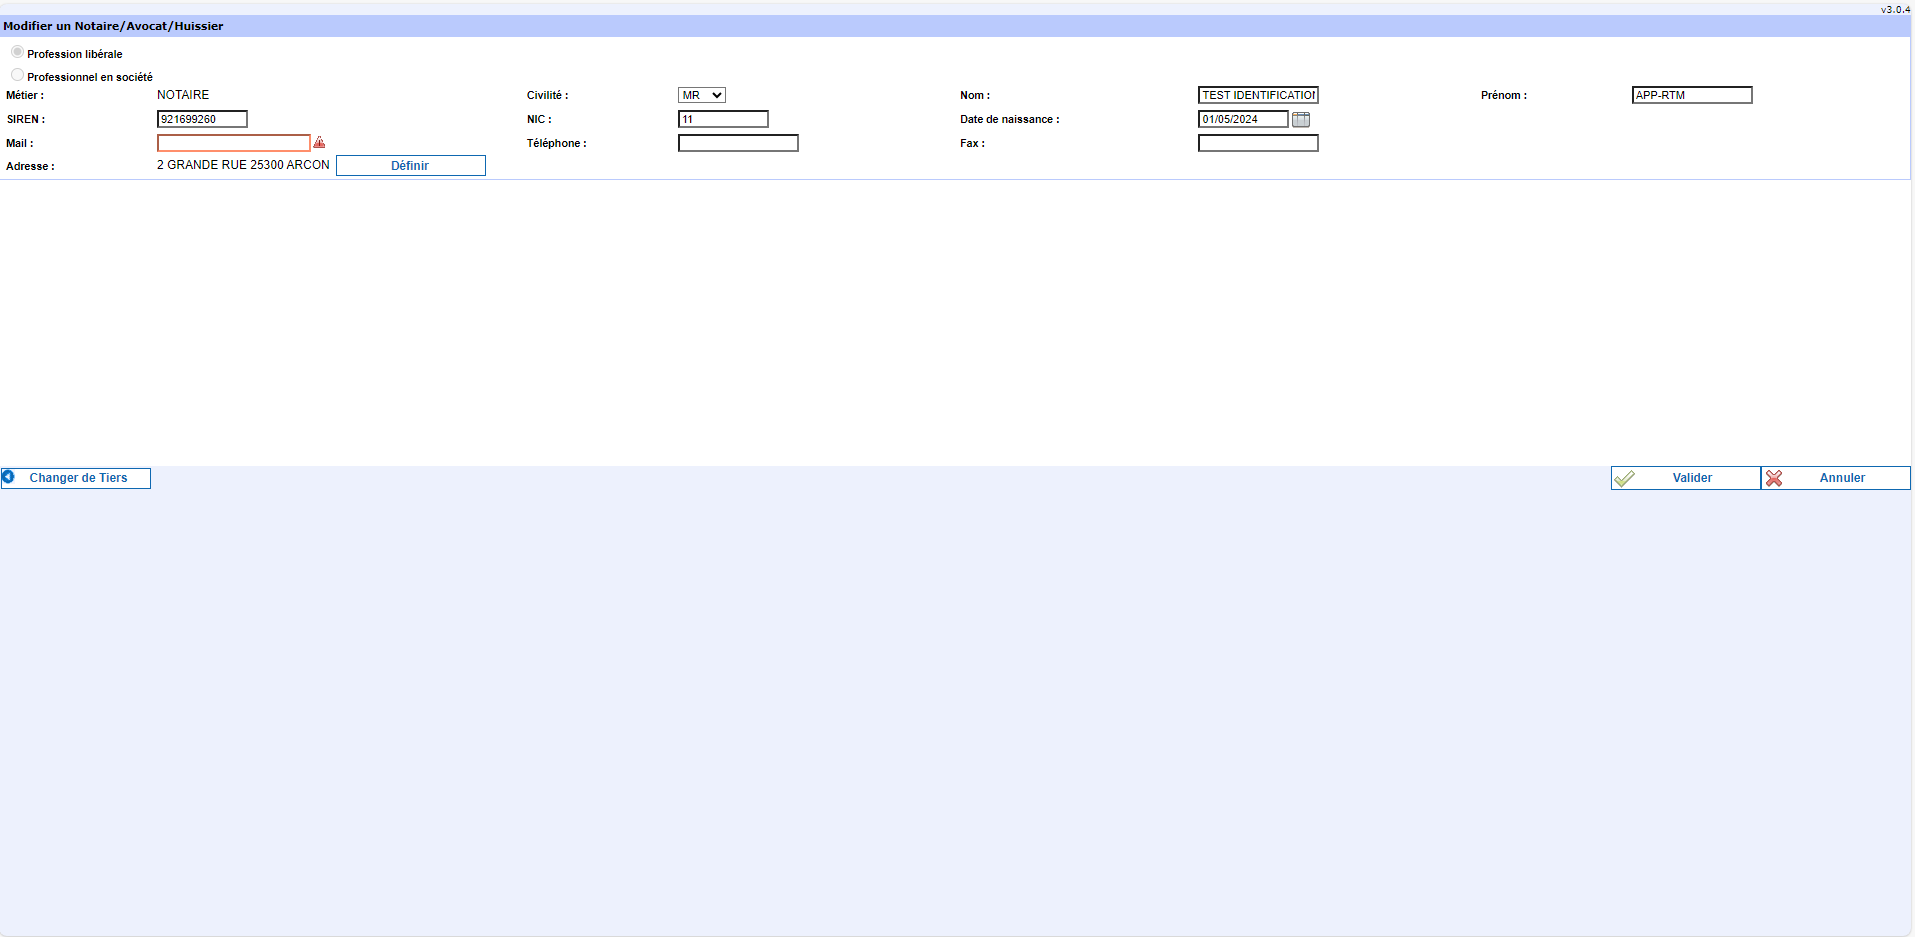 v3.0.4
Modifier un Notaire/Avocat/Huissier
Profession libérale
Professionnel en société
Métier : NOTAIRE Civilité : MR Nom : TEST IDENTIFICATION Prénom : APP-RTM
SIREN : 921699260 NIC : 11 Date de naissance : 01/05/2024
Mail : Téléphone : Fax :
Adresse : 2 GRANDE RUE 25300 ARCON Définir
Changer de Tiers Valider Annuler